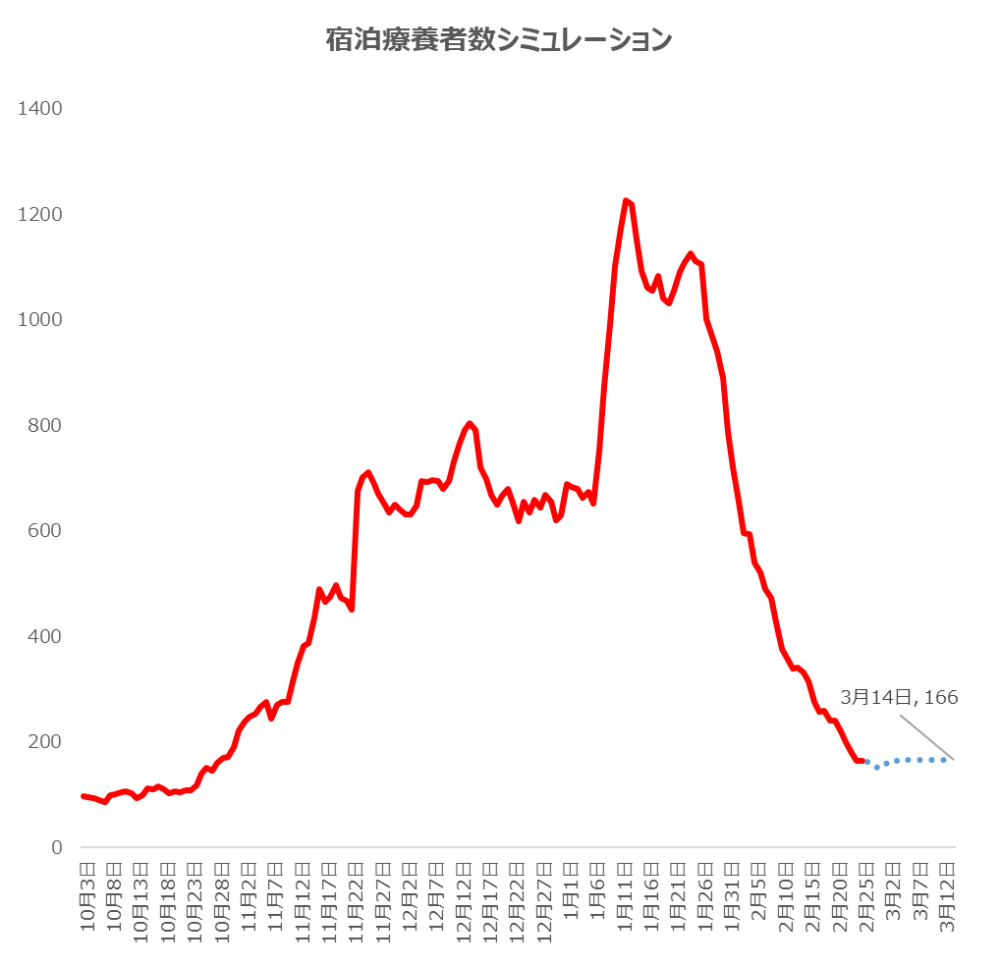 宿泊療養者数シミュレーション
1400
1200
1000
800
600
400
200
0
3月14日, 166
10月3日
10月8日
10月13日
10月18日
10月23日
10月28日
11月2日
11月7日
11月12日
11月17日
11月22日
11月27日
12月2日
12月7日
12月12日
12月17日
12月22日
12月27日
1月1日
1月6日
1月11日
1月16日
1月21日
1月26日
1月31日
2月5日
2月10日
2月15日
2月20日
2月25日
3月2日
3月7日
3月12日